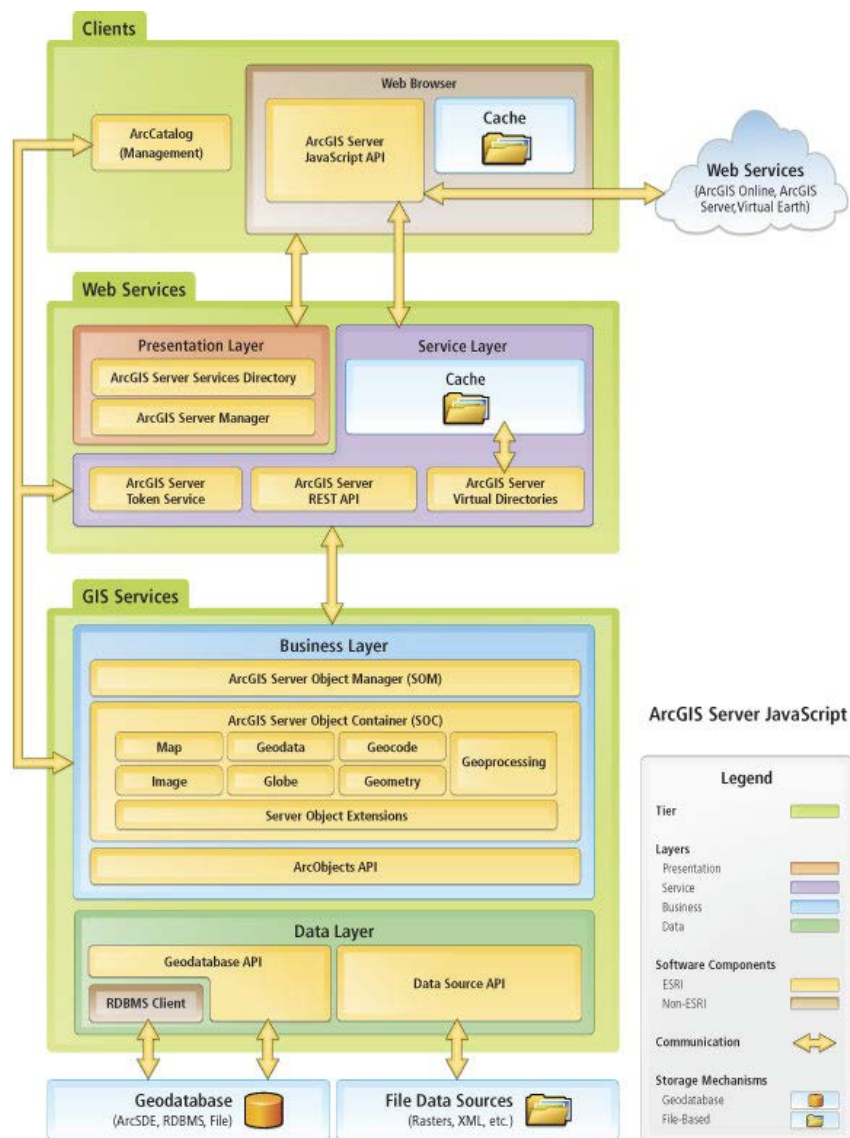 Clients
Web Browser
ArcCatalog
(Management)
ArcGIS Server
JavaScript API
Cache
Web Services
(ArcGIS Online, ArcGIS
Server,Virtual Earth)
Web Services
Presentation Layer
ArcGIS Server Services Directory
ArcGIS Server Manager
Service Layer
Cache
ArcGIS Server
Token Service
ArcGIS Server
REST API
ArcGIS Server
Virtual Directories
GIS Services
Business Layer
ArcGIS Server Object Manager (SOM)
ArcGIS Server Object Container (SOC)
Map
Geodata
Geocode
Geoprocessing
Image
Globe
Geometry
Server Object Extensions
ArcObjects API
Data Layer
Geodatabase API
RDBMS Client
Data Source API
Geodatabase
(ArcSDE, RDBMS, File)
File Data Sources
(Rasters, XML, etc.)
ArcGIS Server JavaScript
Legend
Tier
Layers
Presentation
Service
Business
Data
Software Components
ESRI
Non-ESRI
Communication
Storage Mechanisms
Geodatabase
File-Based